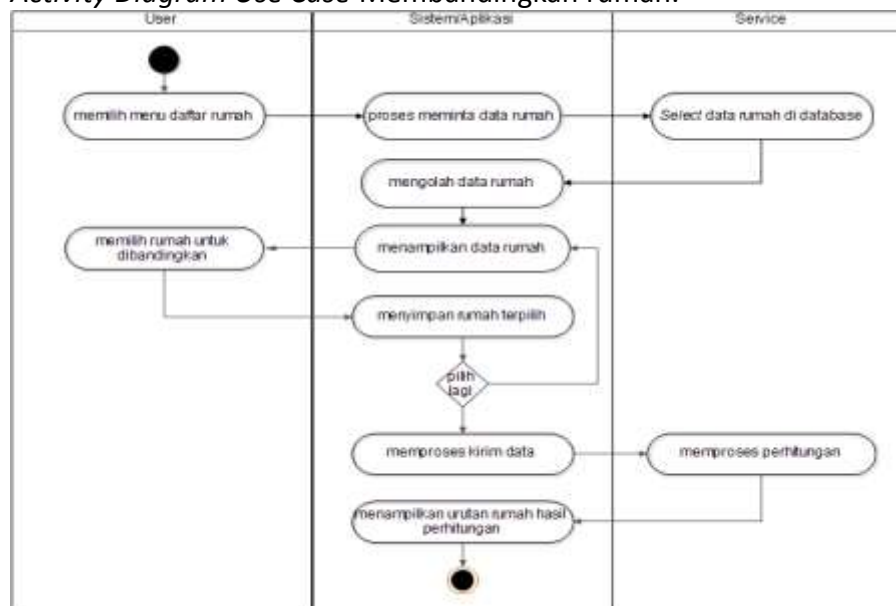 Activity Diagram Use Case Membandingkan rumah.
User
Sistem/Aplikasi
Service
memilih menu daftar rumah
proses meminta data rumah
Select data rumah di database
mengolah data rumah
memilih rumah untuk
dibandingkan
menampilkan data rumah
menyimpan rumah terpilih
pilih
lagi
memproses kirim data
memproses perhitungan
menampilkan urutan rumah hasil
perhitungan